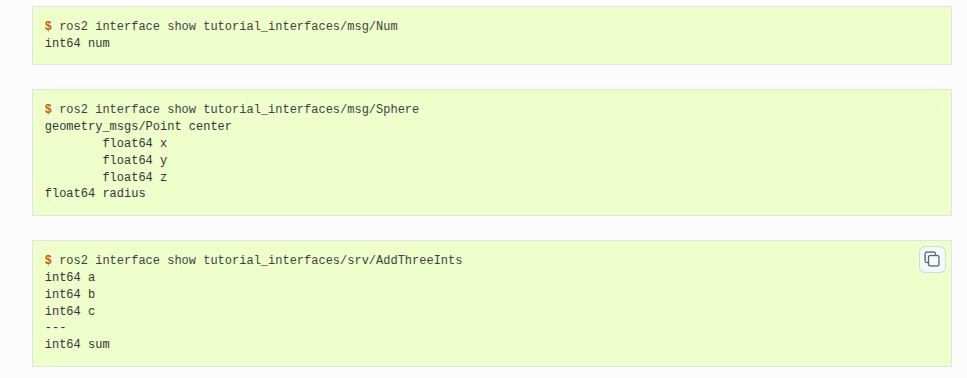 $ ros2 interface show tutorial_interfaces/msg/Num
int64 num
$ ros2 interface show tutorial_interfaces/msg/Sphere
geometry_msgs/Point center
        float64 x
        float64 y
        float64 z
float64 radius
$ ros2 interface show tutorial_interfaces/srv/AddThreeInts
int64 a
int64 b
int64 c
---
int64 sum